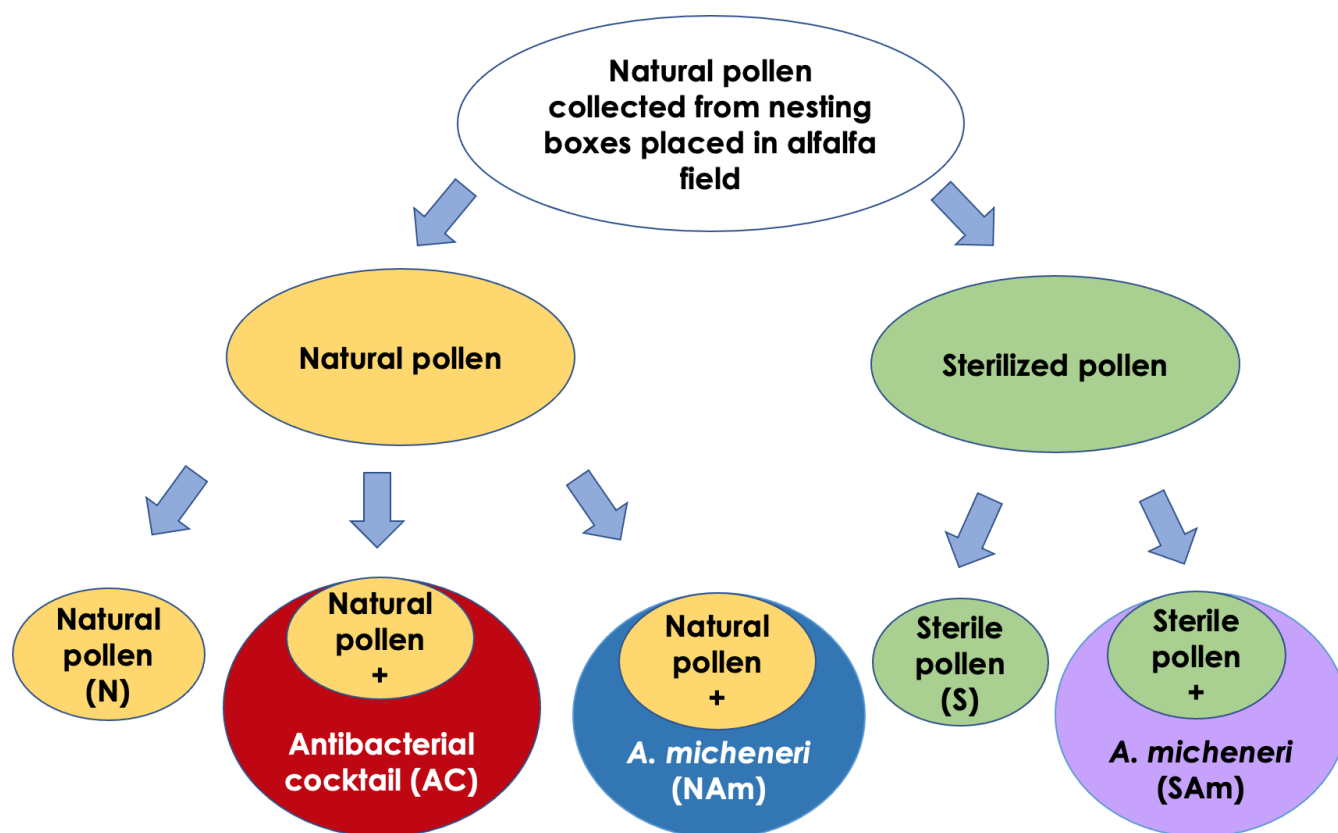 Natural pollen
collected from nesting
boxes placed in alfalfa
field
Natural pollen
Sterilized pollen
Natural
pollen
(N)
Natural
pollen
+
Antibacterial
cocktail (AC)
Natural
pollen
+
A. micheneri
(NAm)
Sterile
pollen
(S)
Sterile
pollen
+
A. micheneri
(SAm)